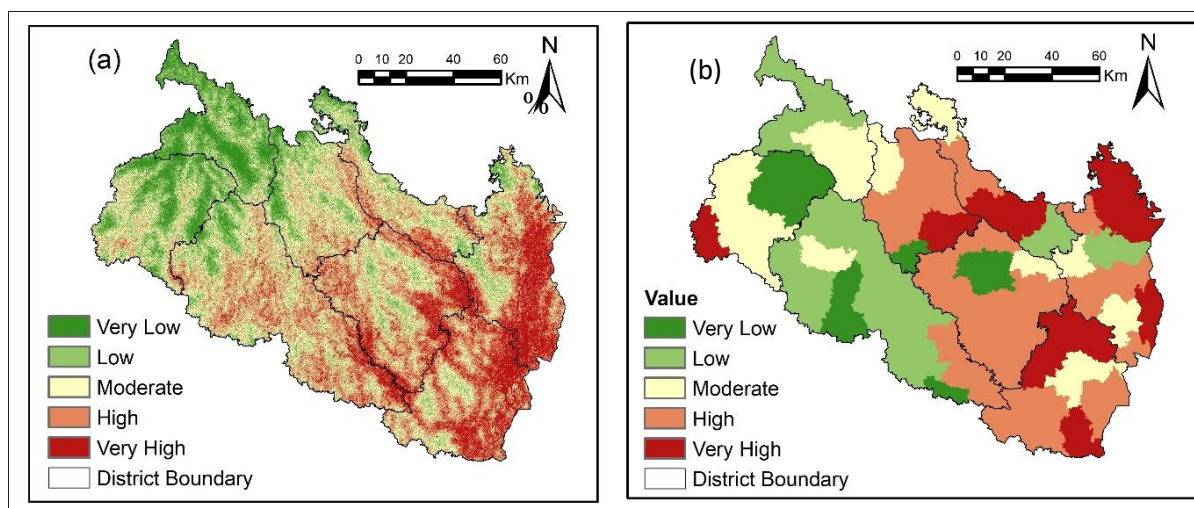 (a)
0 10 20 40 60
Km
N
%
Very Low
Low
Moderate
High
Very High
District Boundary
(b)
0 10 20 40 60
Km
N
Value
Very Low
Low
Moderate
High
Very High
District Boundary